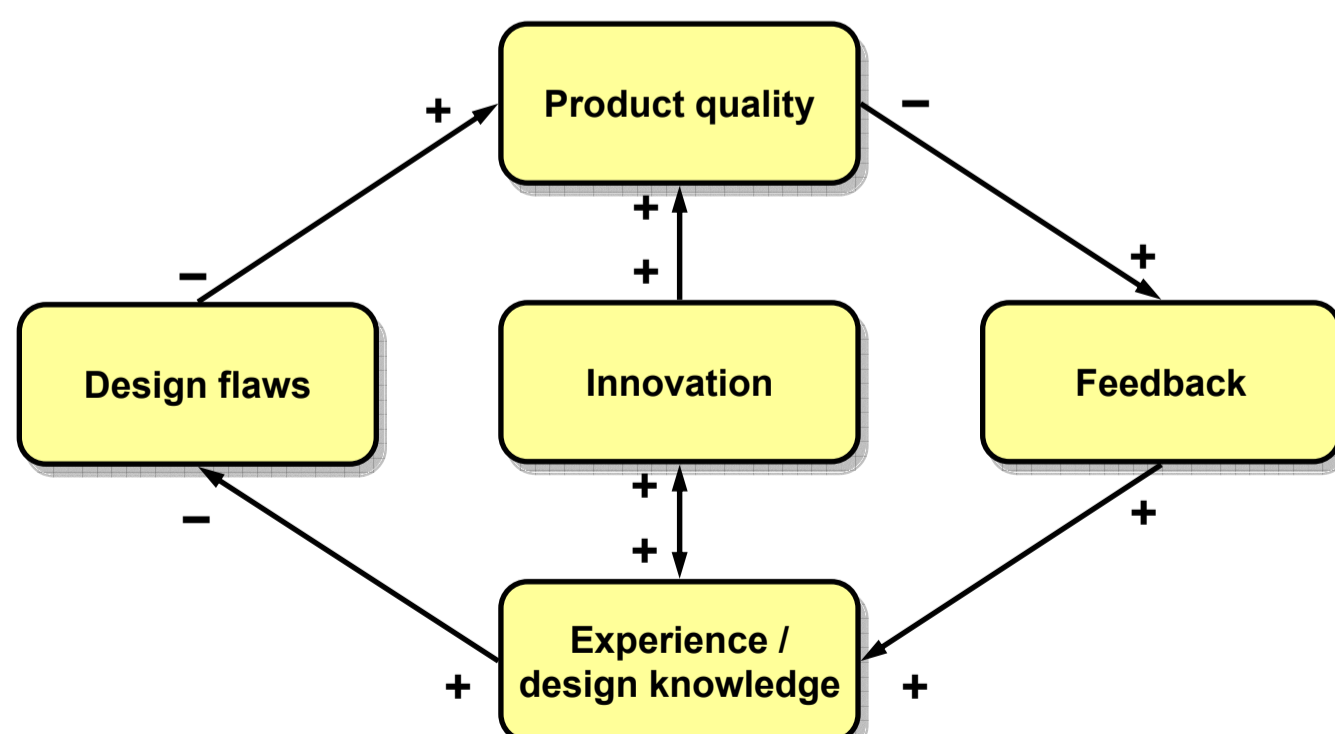 Product quality
+
−
+
+
+
−
+
Design flaws
Innovation
Feedback
+
−
+
+
Experience /
design knowledge
+
+